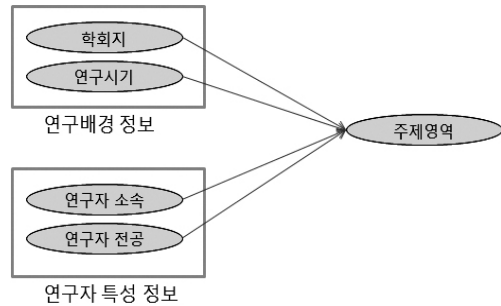 학회지
연구시기
연구배경 정보
주제영역
연구자 소속
연구자 전공
연구자 특성 정보